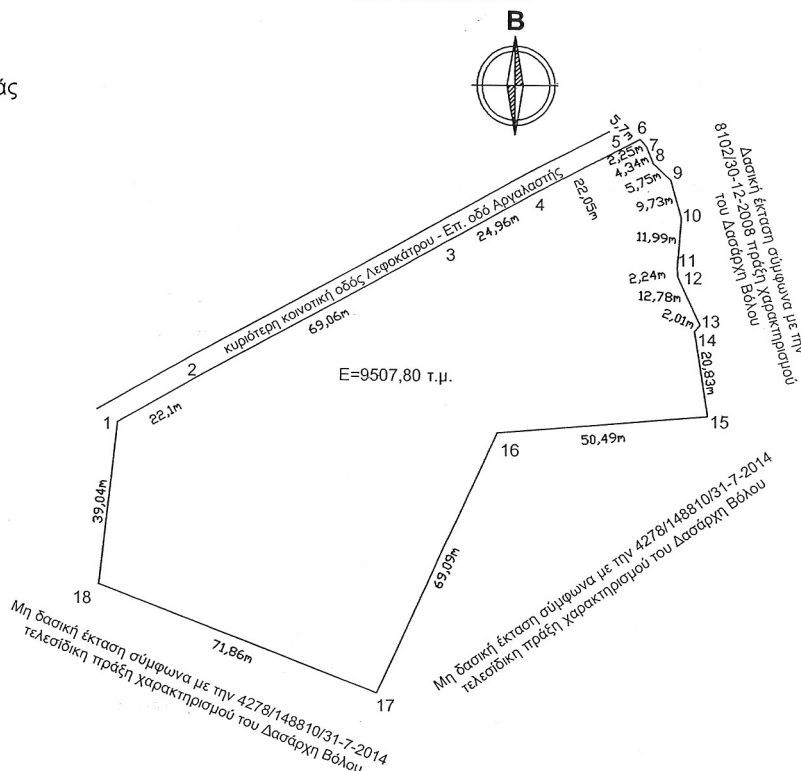 άς
Β
5,7m
6
5
7
2,25m
8
4,34m
9
5,75m
22,05m
4
9,73m
10
24,96m
3
11,99m
11
2,24m
12
12,78m
2,01m
13
14
κυριότερη κοινοτική οδός Λεφοκάτρου - Επ. οδό Αργαλαστής
69,06m
2
20,83m
Ε=9507,80 τ.μ.
1
22,1m
15
16
50,49m
39,04m
69,09m
18
71,86m
17
Δασική έκταση σύμφωνα με την
8102/30-12-2008 πράξη χαρακτηρισμού
του Δασάρχη Βόλου
Μη δασική έκταση σύμφωνα με την 4278/148810/31-7-2014
τελεσίδικη πράξη χαρακτηρισμού του Δασάρχη Βόλου
Μη δασική έκταση σύμφωνα με την 4278/148810/31-7-2014
τελεσίδικη πράξη χαρακτηρισμού του Δασάρχη Βόλου